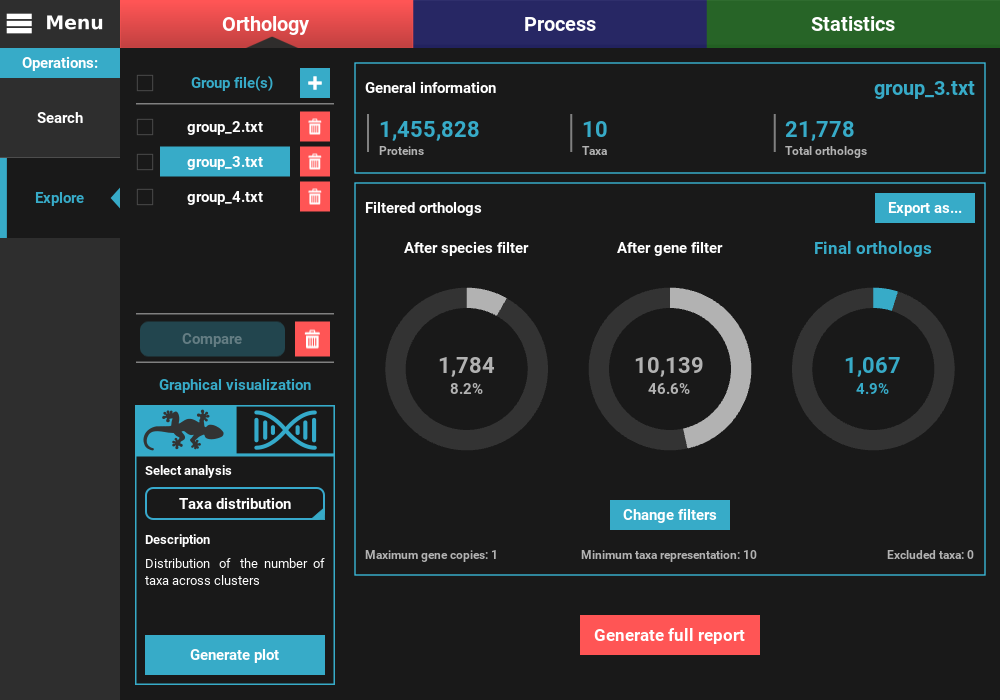 Menu
Orthology
Process
Statistics
Operations:
Search
Explore
Group file(s)
group_2.txt
group_3.txt
group_4.txt
Compare
Graphical visualization
Select analysis
Taxa distribution
Description
Distribution of the number of
taxa across clusters
Generate plot
General information
group_3.txt
1,455,828
Proteins
10
Taxa
21,778
Total orthologs
Filtered orthologs
Export as...
After species filter
After gene filter
Final orthologs
1,784
8.2%
10,139
46.6%
1,067
4.9%
Change filters
Maximum gene copies: 1
Minimum taxa representation: 10
Excluded taxa: 0
Generate full report